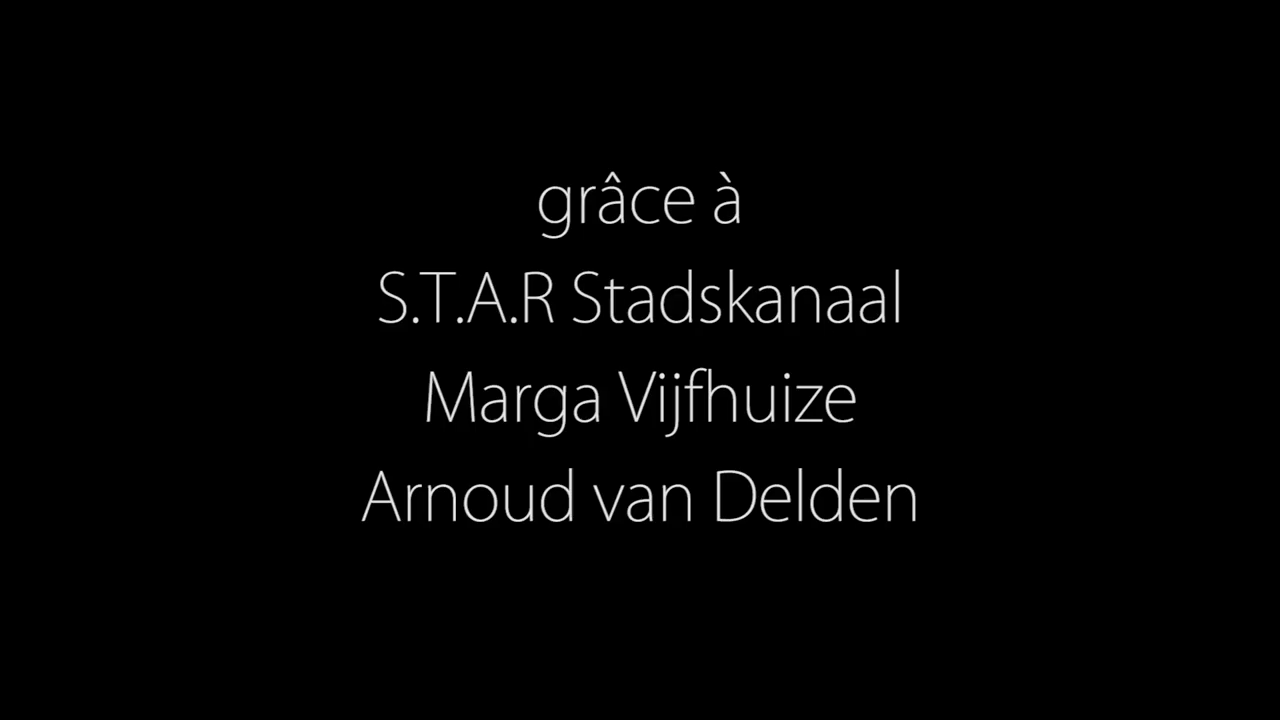 grâce à
S.T.A.R Stadskanaal
Marga Vijfhuize
Arnoud van Delden